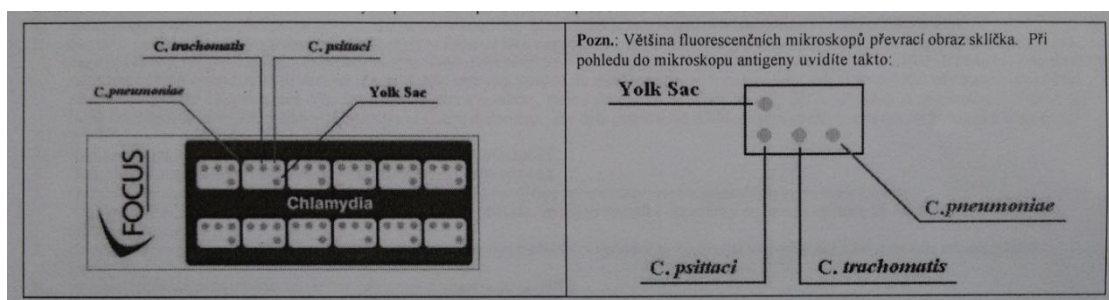 C. trachomatis
C. psittaci
C.pneumoniae
Yolk Sac
FOCUS
Chlamydia
Pozn.: Většina fluorescenčních mikroskopů převrací obraz sklíčka. Při
pohledu do mikroskopu antigeny uvidíte takto:
Yolk Sac
C.pneumoniae
C. psittaci
C. trachomatis